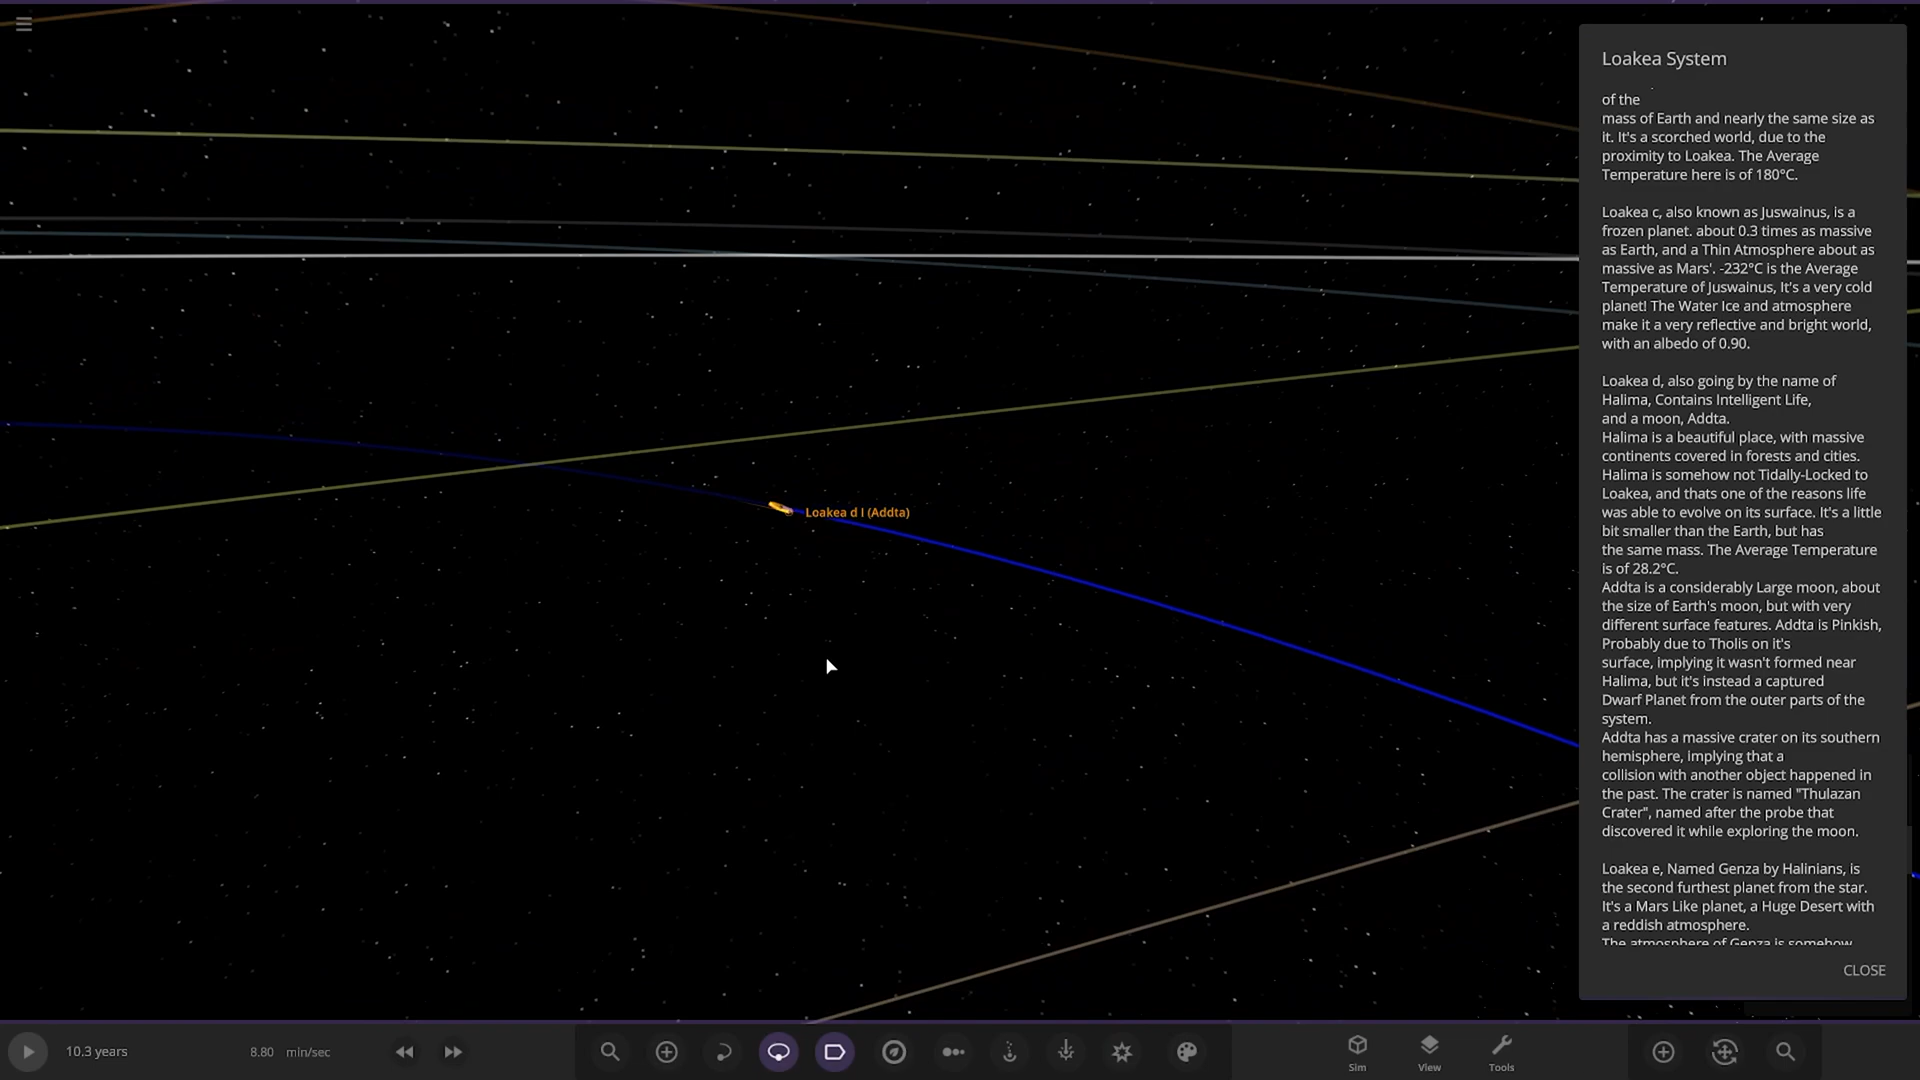 Loakea System
of the
mass of Earth and nearly the same size as
it. It's a scorched world, due to the
proximity to Loakea. The Average
Temperature here is of 180°C.
Loakea c, also known as Juswainus, is a
frozen planet. about 0.3 times as massive
as Earth, and a Thin Atmosphere about as
massive as Mars'. -232°C is the Average
Temperature of Juswainus, It's a very cold
planet! The Water Ice and atmosphere
make it a very reflective and bright world,
with an albedo of 0.90.
Loakea d, also going by the name of
Halima, Contains Intelligent Life,
and a moon, Addta.
Halima is a beautiful place, with massive
continents covered in forests and cities.
Halima is somehow not Tidally-Locked to
Loakea, and thats one of the reasons life
was able to evolve on its surface. It's a little
bit smaller than the Earth, but has
the same mass. The Average Temperature
is of 28.2°C.
Addta is a considerably Large moon, about
the size of Earth's moon, but with very
different surface features. Addta is Pinkish,
Probably due to Tholis on it's
surface, implying it wasn't formed near
Halima, but it's instead a captured
Dwarf Planet from the outer parts of the
system.
Addta has a massive crater on its southern
hemisphere, implying that a
collision with another object happened in
the past. The crater is named "Thulazan
Crater", named after the probe that
discovered it while exploring the moon.
Loakea e, Named Genza by Halinians, is
the second furthest planet from the star.
It's a Mars Like planet, a Huge Desert with
a reddish atmosphere.
The atmosphere of Genza is somehow
CLOSE
Loakea d I (Addta)
10.3 years
8.80 min/sec
Sim
View
Tools